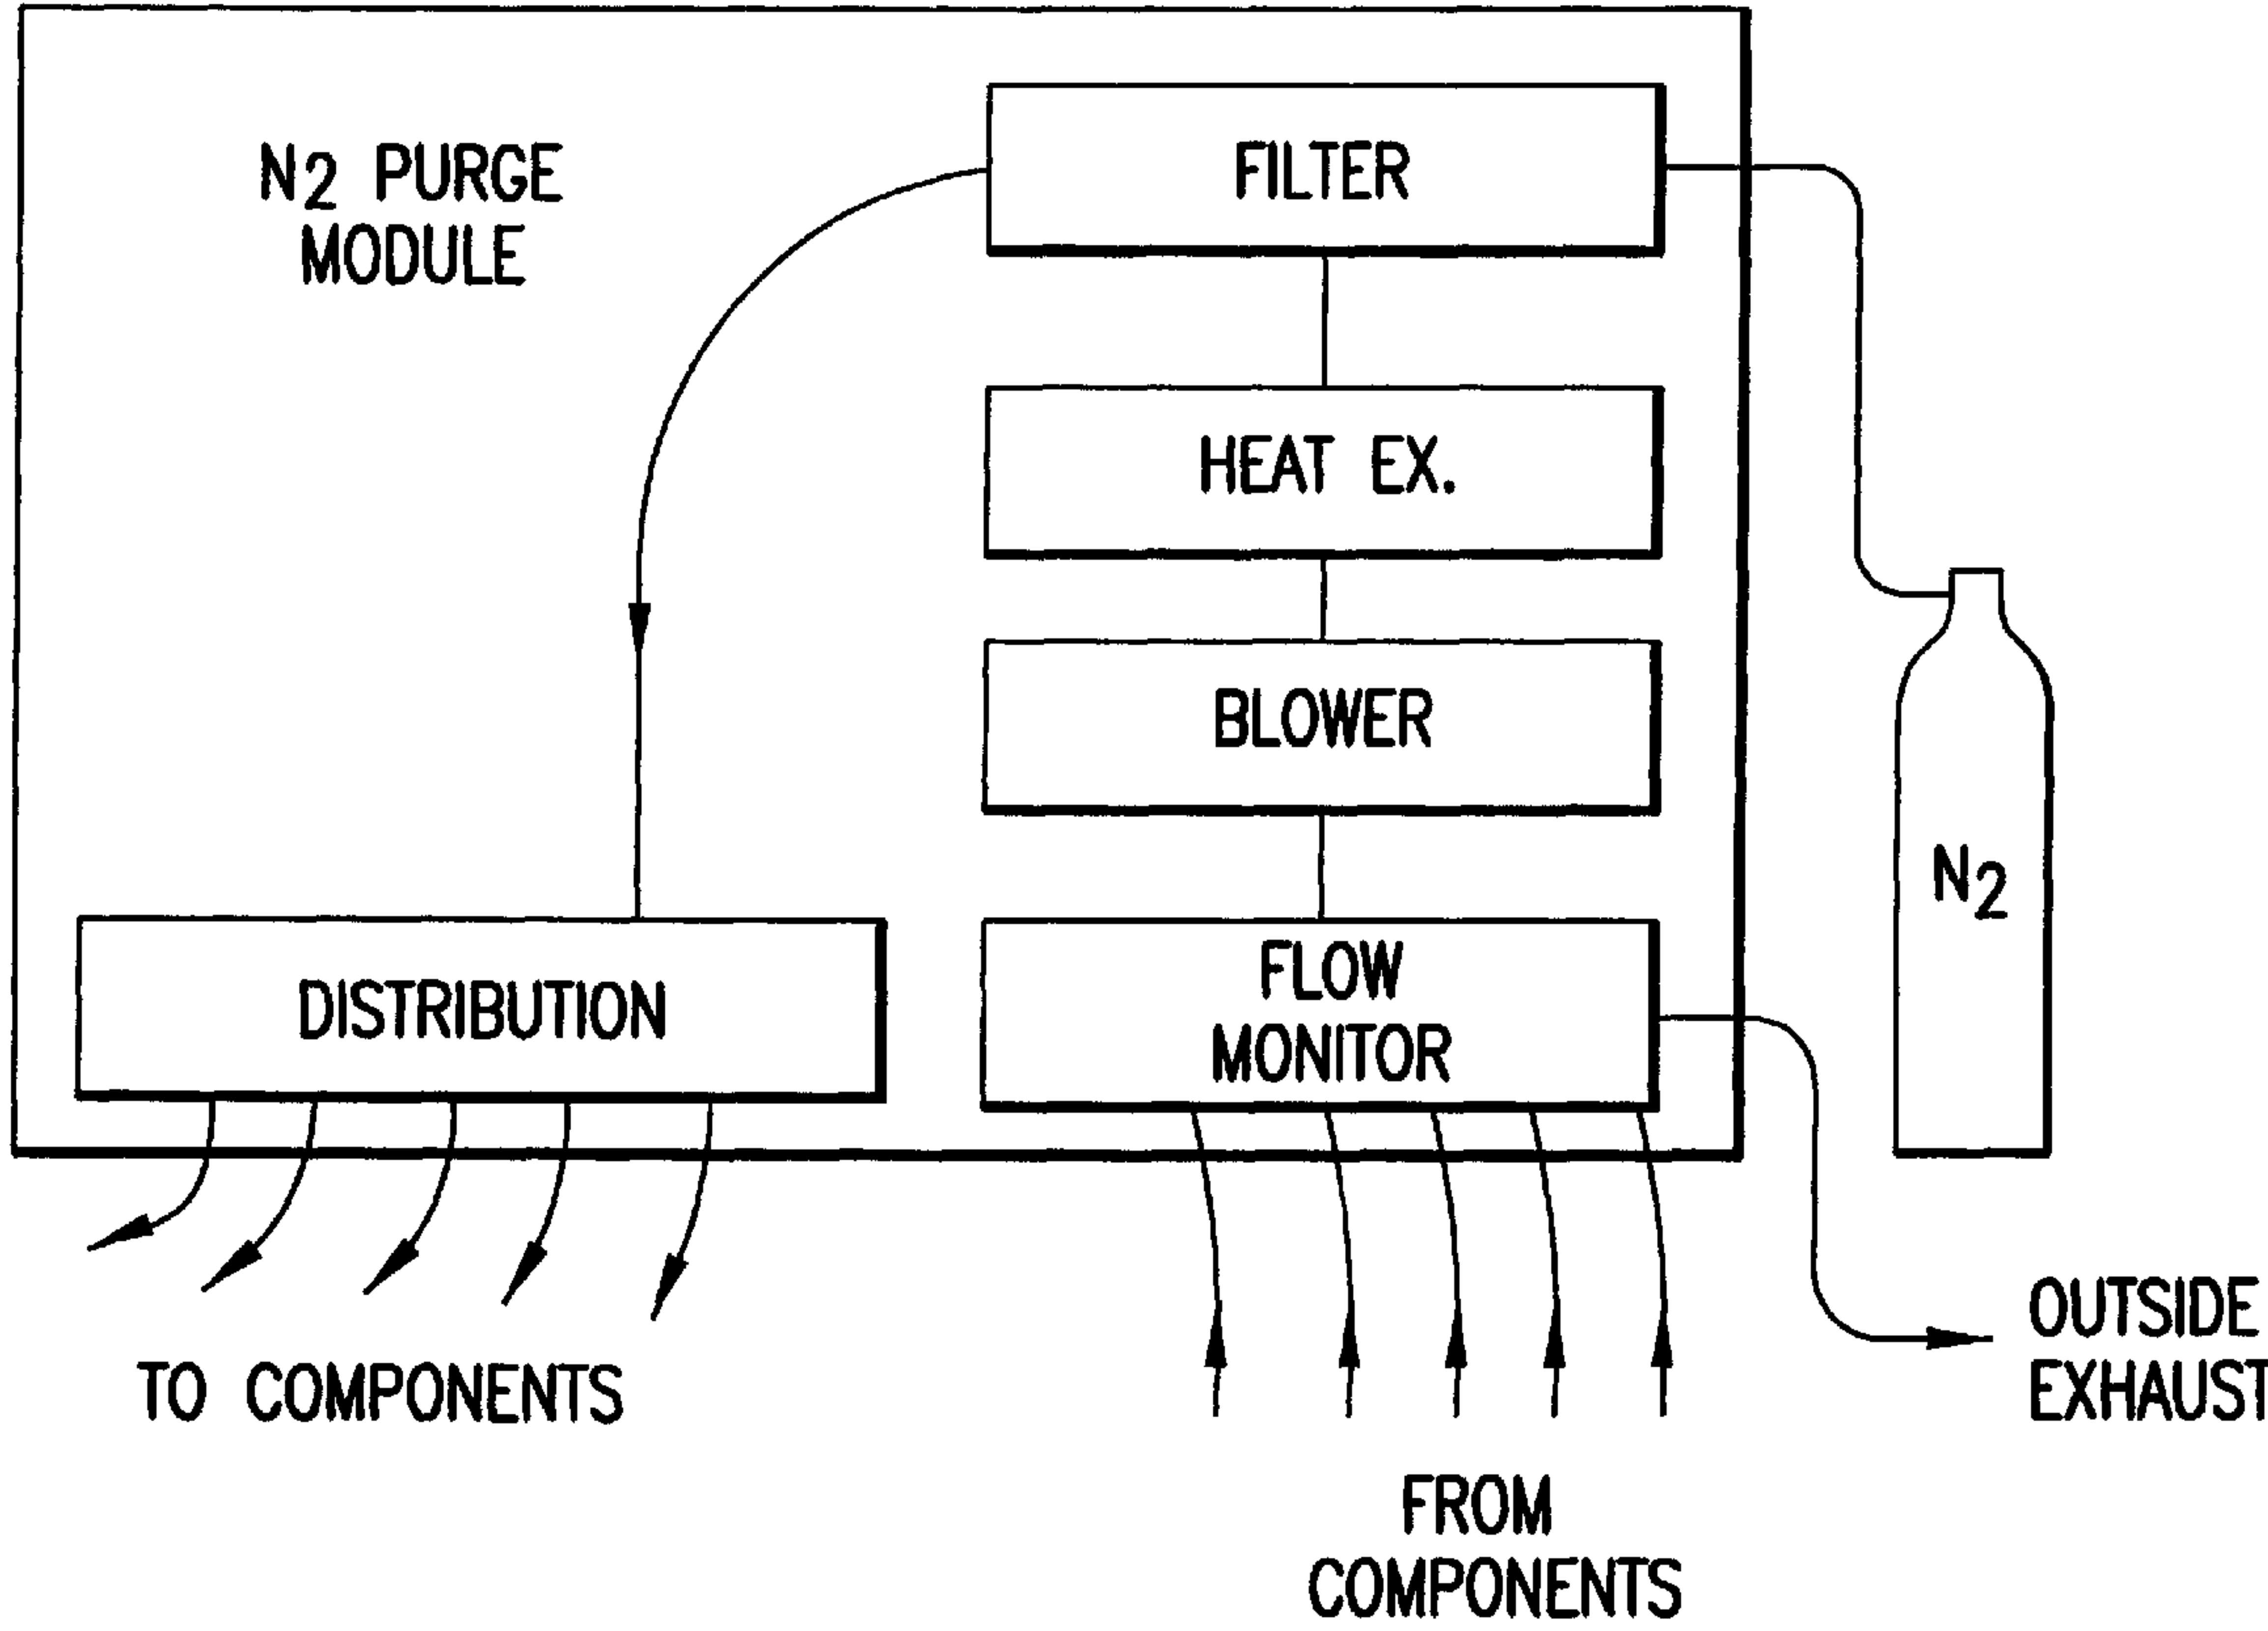 N2 PURGE
MODULE
FILTER
HEAT EX.
BLOWER
N2
DISTRIBUTION
FLOW
MONITOR
TO COMPONENTS
OUTSIDE
EXHAUST
FROM
COMPONENTS